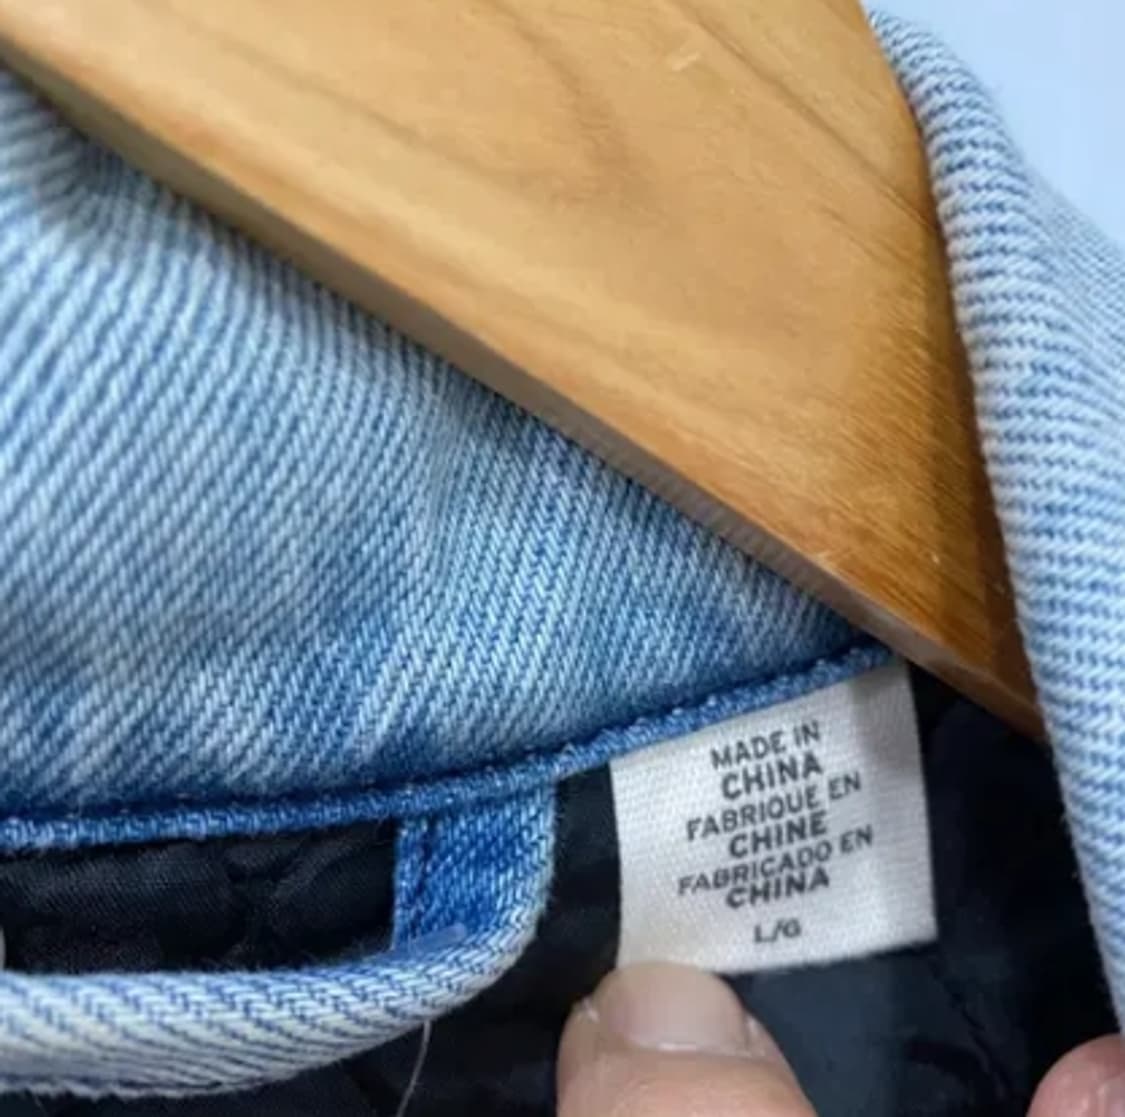 MADE IN
CHINA
FABRIQUE EN
CHINE
FABRICADO EN
CHINA
L/G